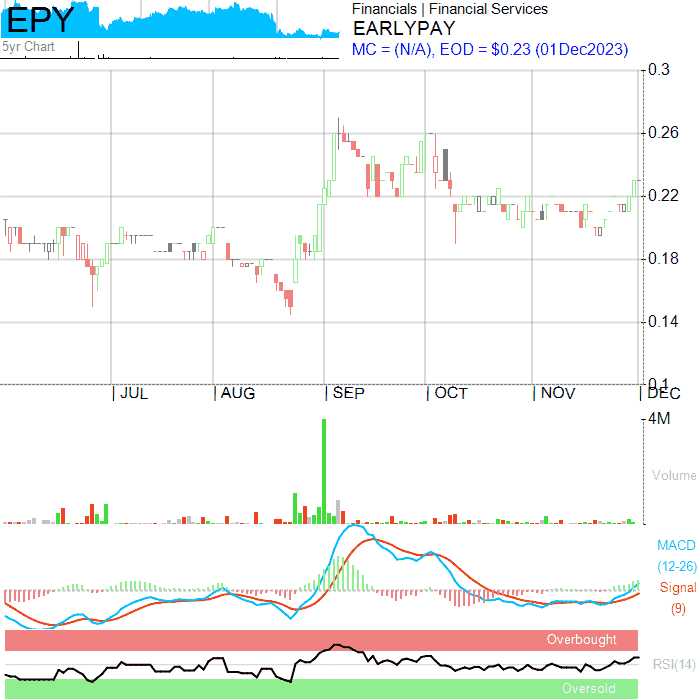 EPY
5yr Chart
Financials | Financial Services
EARLYPAY
MC = (N/A), EOD = $0.23 (01Dec2023)
0.3
0.26
0.22
0.18
0.14
0.1
JUL
AUG
SEP
OCT
NOV
DEC
4M
Volume
MACD
(12-26)
Signal
(9)
Overbought
RSI(14)
Oversold